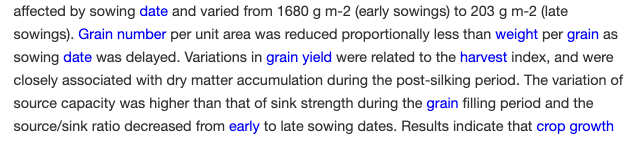 affected by sowing date and varied from 1680 g m-2 (early sowings) to 203 g m-2 (late
sowings). Grain number per unit area was reduced proportionally less than weight per grain as
sowing date was delayed. Variations in grain yield were related to the harvest index, and were
closely associated with dry matter accumulation during the post-silking period. The variation of
source capacity was higher than that of sink strength during the grain filling period and the
source/sink ratio decreased from early to late sowing dates. Results indicate that crop growth